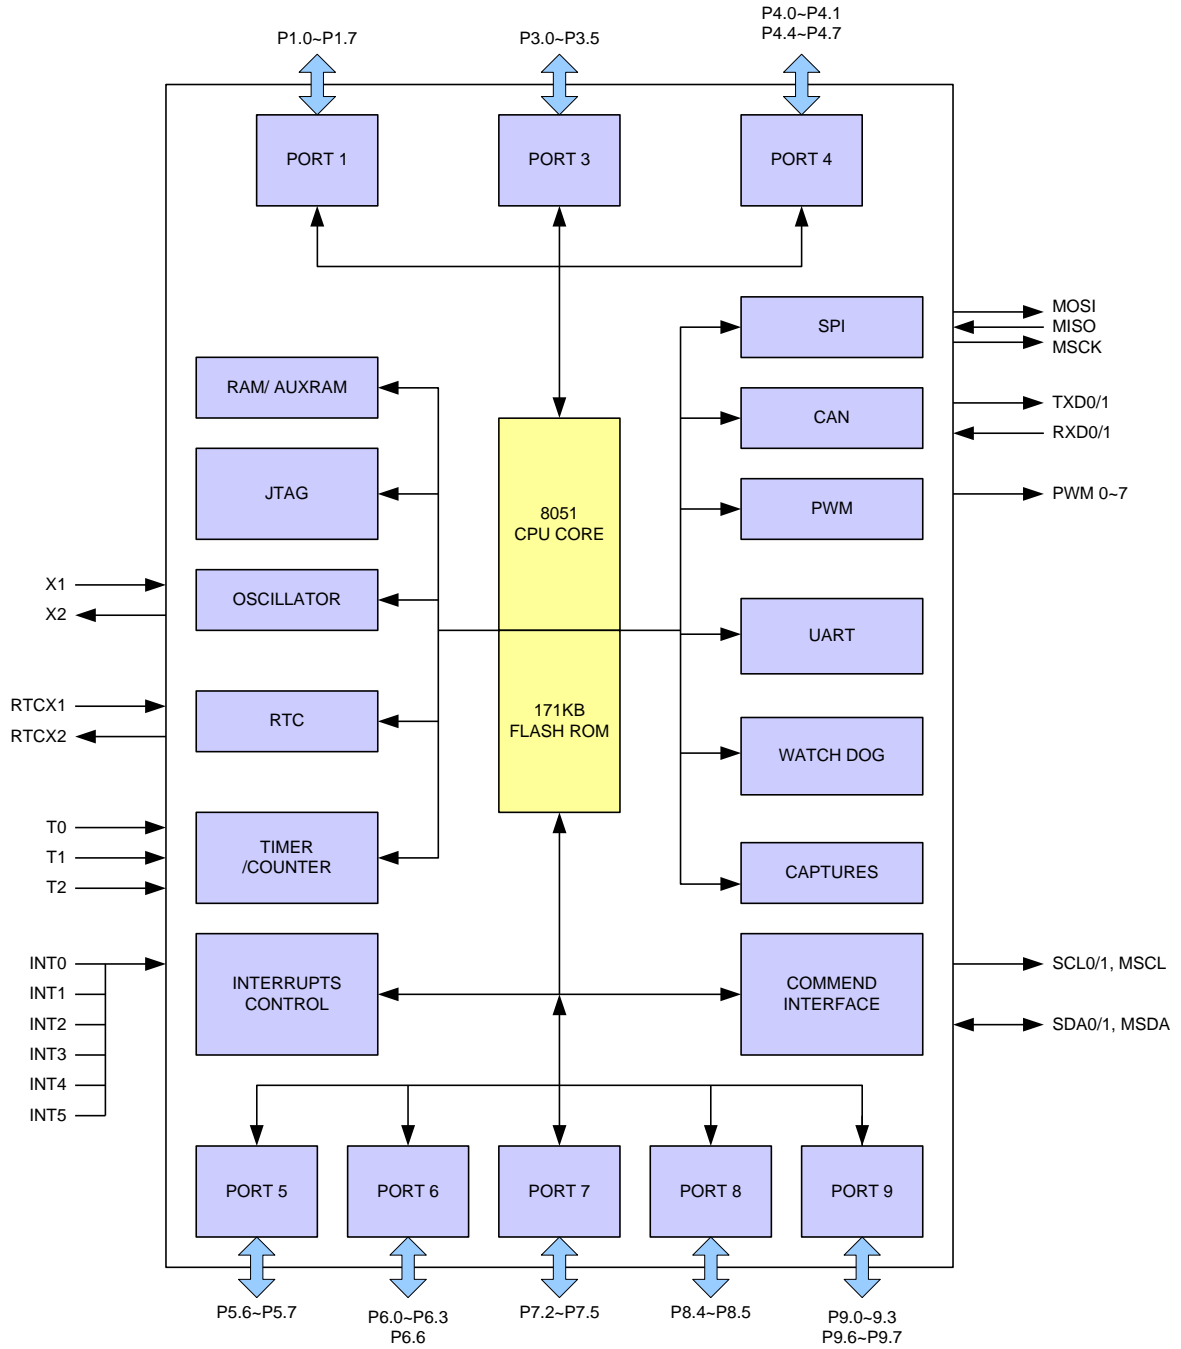 P1.0~P1.7
P3.0~P3.5
P4.0~P4.1
P4.4~P4.7
PORT 1
PORT 3
PORT 4
SPI
MOSI
MISO
MSCK
RAM/ AUXRAM
CAN
TXD0/1
RXD0/1
JTAG
8051
CPU CORE
PWM
PWM 0~7
X1
X2
OSCILLATOR
UART
RTCX1
RTCX2
RTC
171KB
FLASH ROM
WATCH DOG
T0
T1
T2
TIMER
/COUNTER
CAPTURES
INT0
INT1
INT2
INT3
INT4
INT5
INTERRUPTS
CONTROL
COMMEND
INTERFACE
SCL0/1, MSCL
SDA0/1, MSDA
PORT 5
PORT 6
PORT 7
PORT 8
PORT 9
P5.6~P5.7
P6.0~P6.3
P6.6
P7.2~P7.5
P8.4~P8.5
P9.0~9.3
P9.6~P9.7